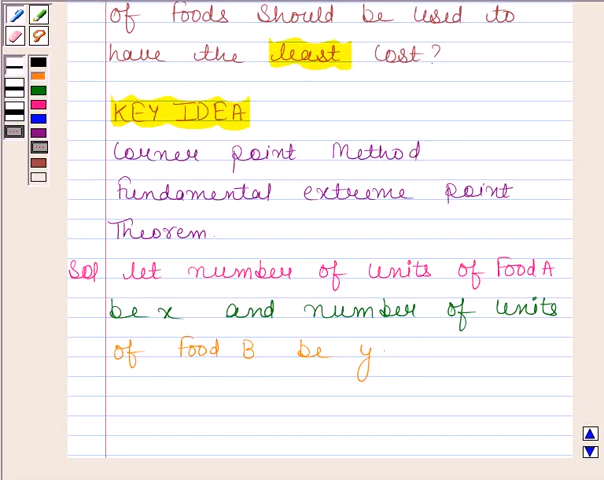 of foods should be used to
have the least cost?
KEY IDEA
Corner point Method
Fundamental extreme point
Theorem.
Sol let number of units of Food A
be x and number of units
of Food B be y.